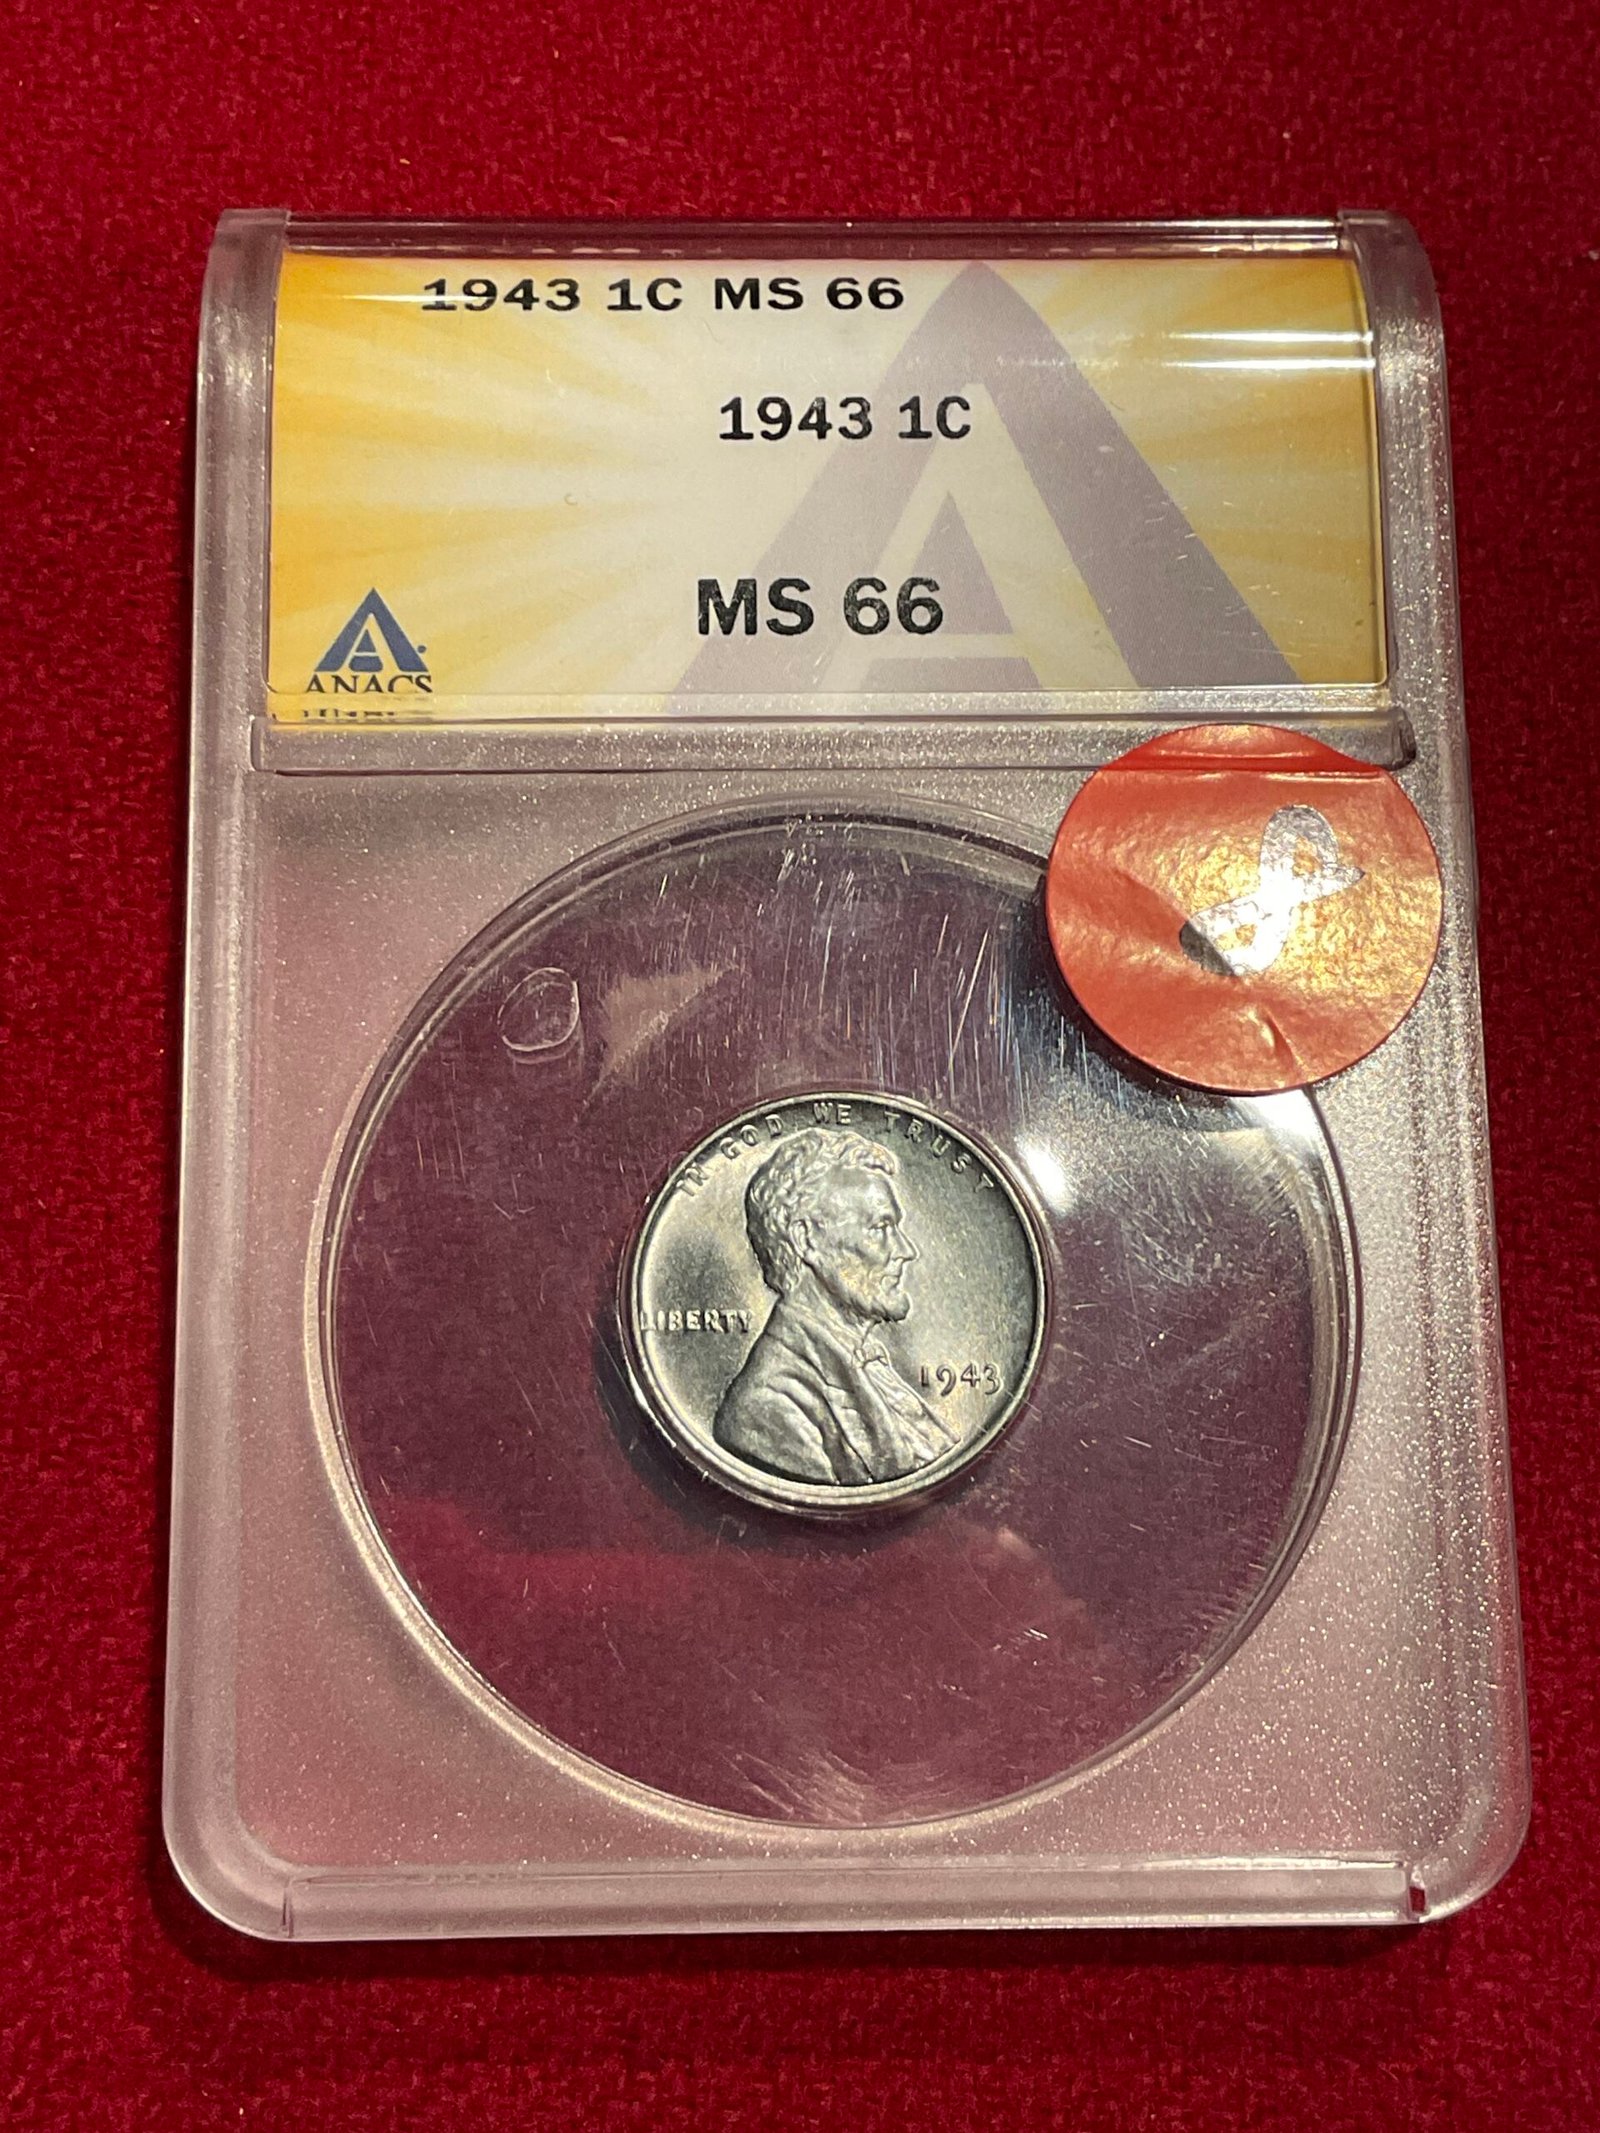 1943 1C MS 66
1943 1C
MS 66
ANACS
IN GOD WE TRUST
LIBERTY
1943